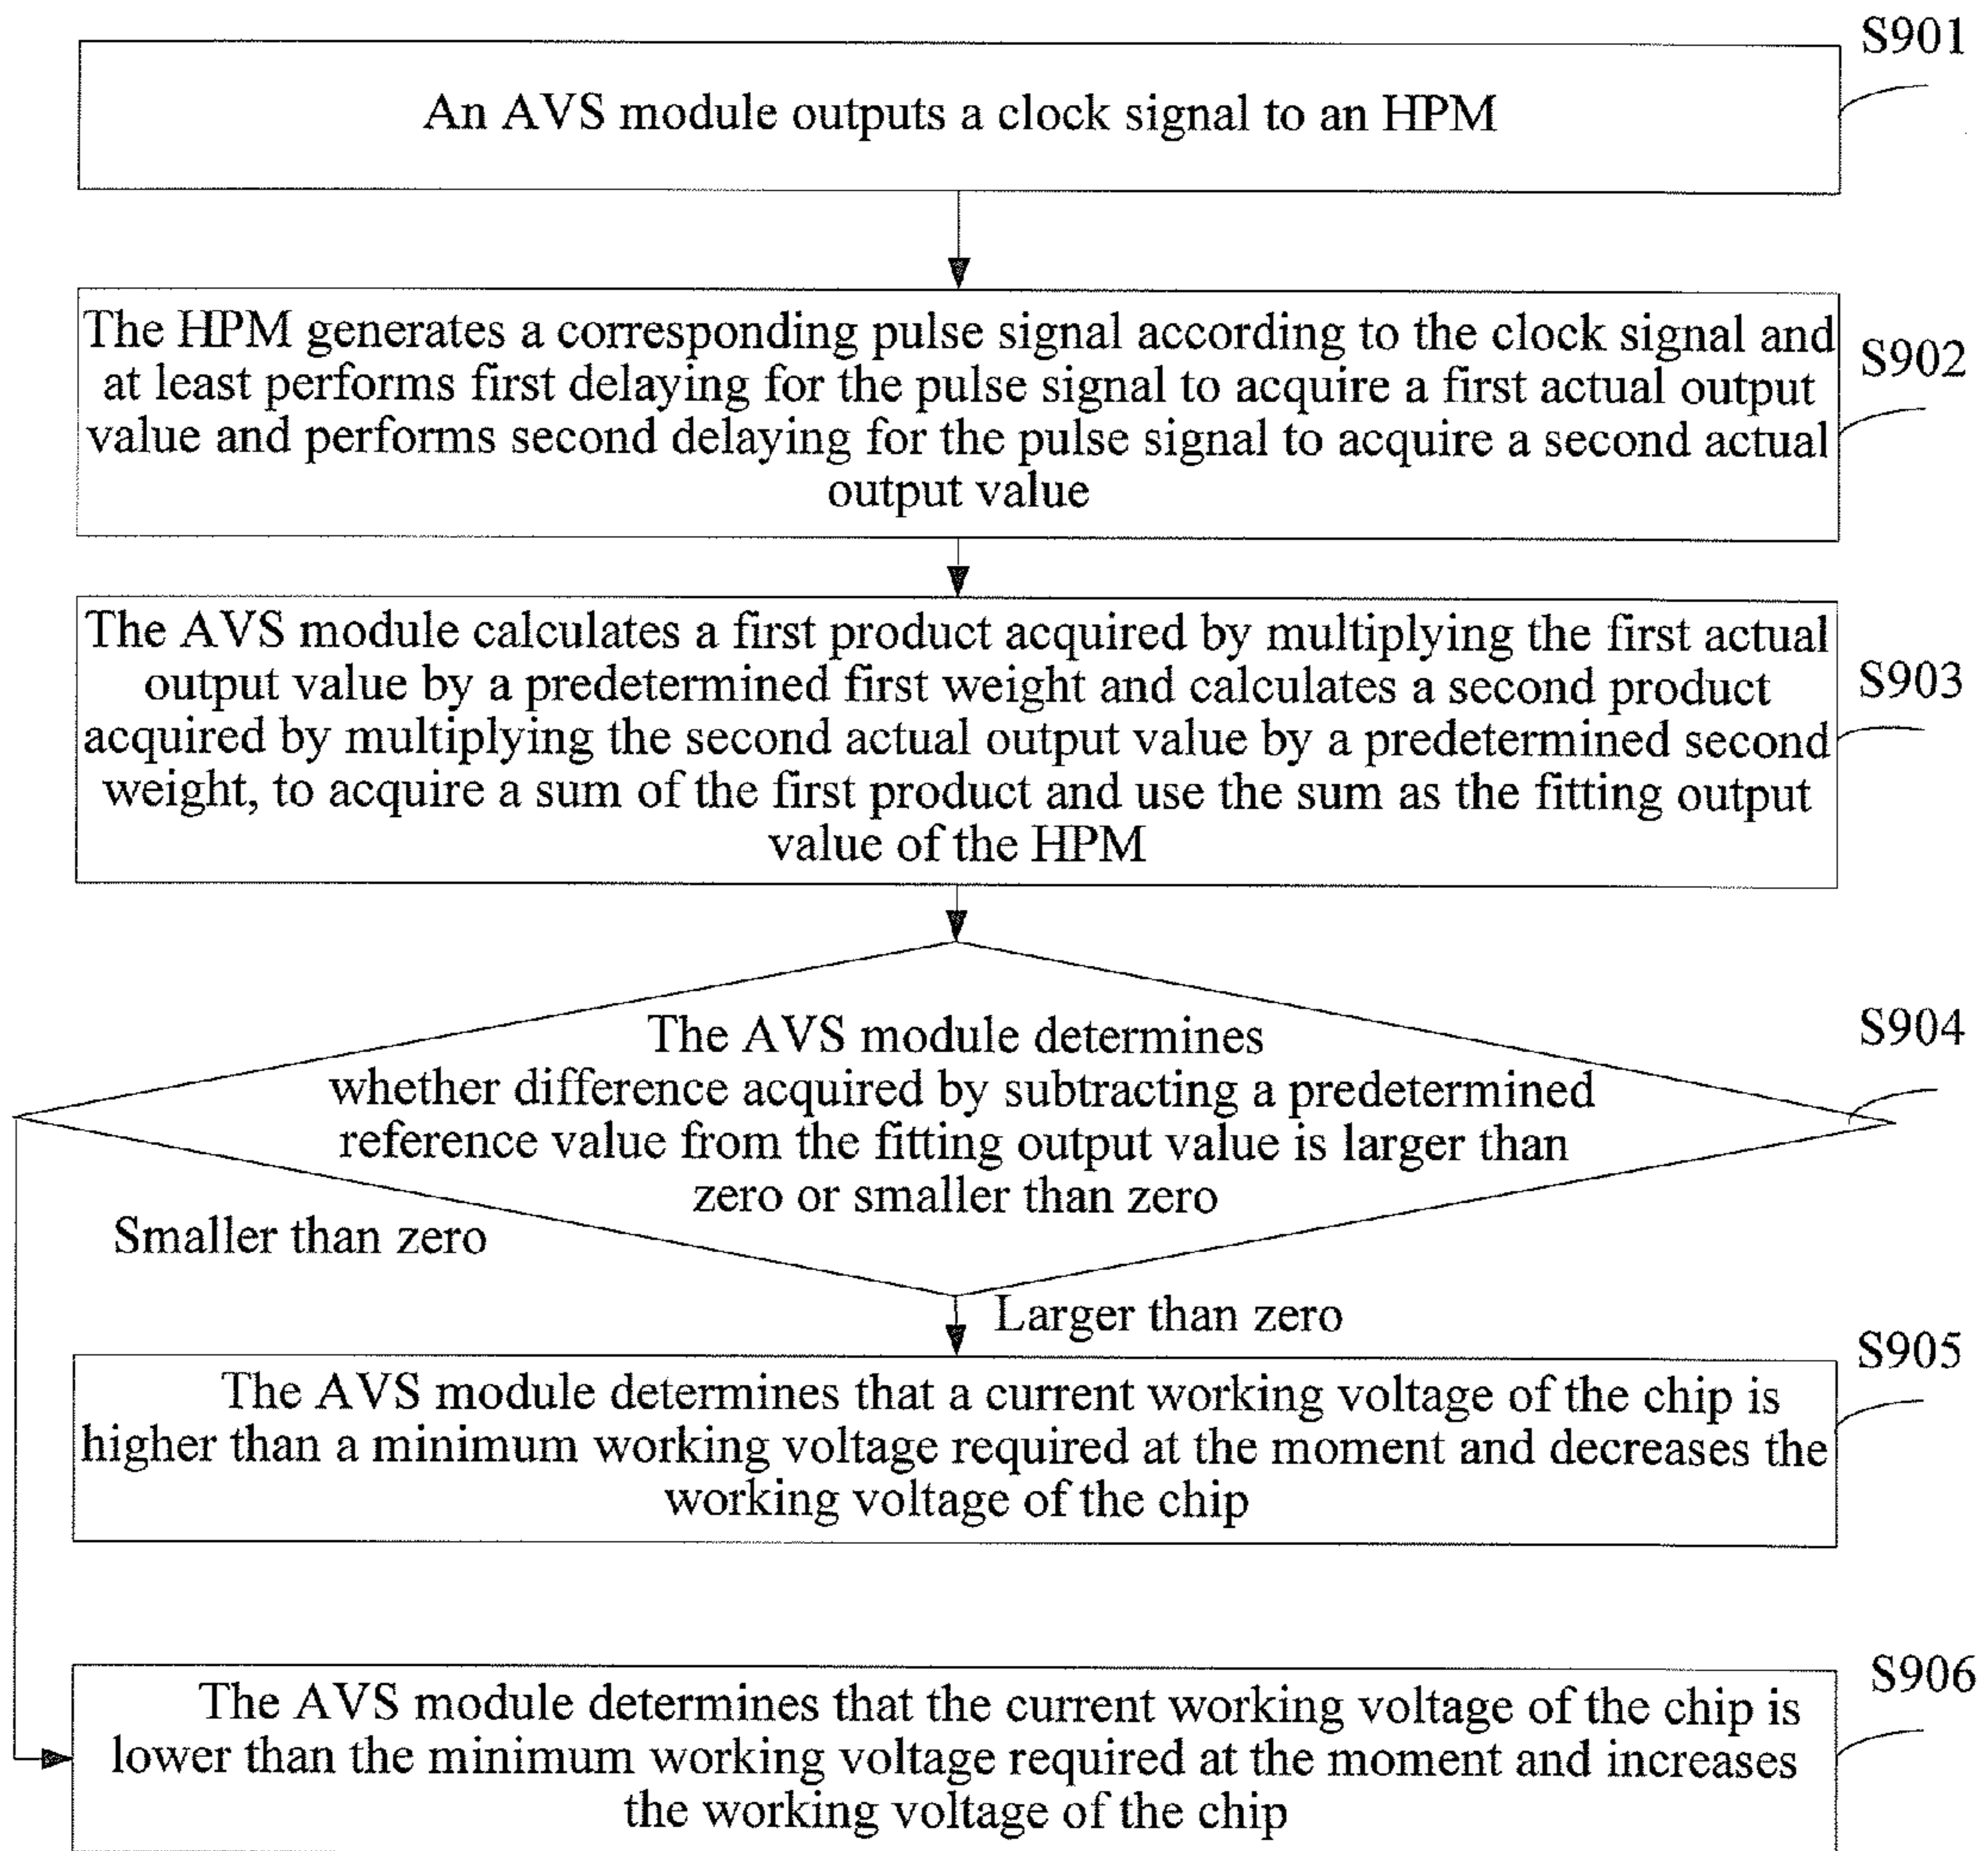 S901
An AVS module outputs a clock signal to an HPM
The HPM generates a corresponding pulse signal according to the clock signal and
at least performs first delaying for the pulse signal to acquire a first actual output
value and performs second delaying for the pulse signal to acquire a second actual
output value
S902
The AVS module calculates a first product acquired by multiplying the first actual
output value by a predetermined first weight and calculates a second product
acquired by multiplying the second actual output value by a predetermined second
weight, to acquire a sum of the first product and use the sum as the fitting output
value of the HPM
S903
The AVS module determines
whether difference acquired by subtracting a predetermined
reference value from the fitting output value is larger than
zero or smaller than zero
S904
Smaller than zero
Larger than zero
S905
The AVS module determines that a current working voltage of the chip is
higher than a minimum working voltage required at the moment and decreases the
working voltage of the chip
S906
The AVS module determines that the current working voltage of the chip is
lower than the minimum working voltage required at the moment and increases
the working voltage of the chip